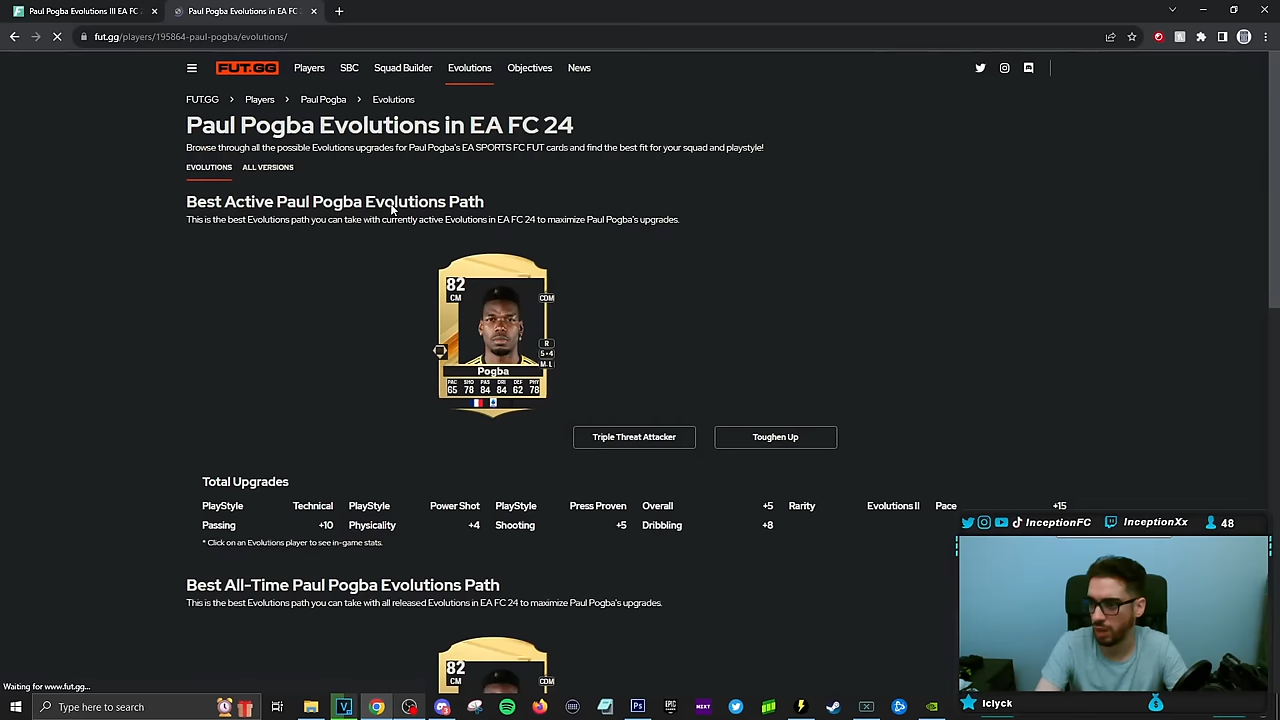 Paul Pogba Evolutions III EA FC
Paul Pogba Evolutions in EA FC
fut.gg/players/195864-paul-pogba/evolutions/
FUT.GG Players SBC Squad Builder Evolutions Objectives News
FUT.GG > Players > Paul Pogba > Evolutions
Paul Pogba Evolutions in EA FC 24
Browse through all the possible Evolutions upgrades for Paul Pogba's EA SPORTS FC FUT cards and find the best fit for your squad and playstyle!
EVOLUTIONS ALL VERSIONS
Best Active Paul Pogba Evolutions Path
This is the best Evolutions path you can take with currently active Evolutions in EA FC 24 to maximize Paul Pogba's upgrades.
82
CM CDM
R
5★4
M-L
Pogba
PAC SHO PAS DRI DEF PHY
65 78 84 84 62 78
Triple Threat Attacker Toughen Up
Total Upgrades
PlayStyle Technical PlayStyle Power Shot PlayStyle Press Proven Overall +5 Rarity Evolutions II Pace +15
Passing +10 Physicality +4 Shooting +5 Dribbling +8
* Click on an Evolutions player to see in-game stats.
InceptionFC InceptionXx 48
Best All-Time Paul Pogba Evolutions Path
This is the best Evolutions path you can take with all released Evolutions in EA FC 24 to maximize Paul Pogba's upgrades.
82
CM CDM
Waiting for www.fut.gg...
Iclyck
Type here to search
EPIC
NZXT